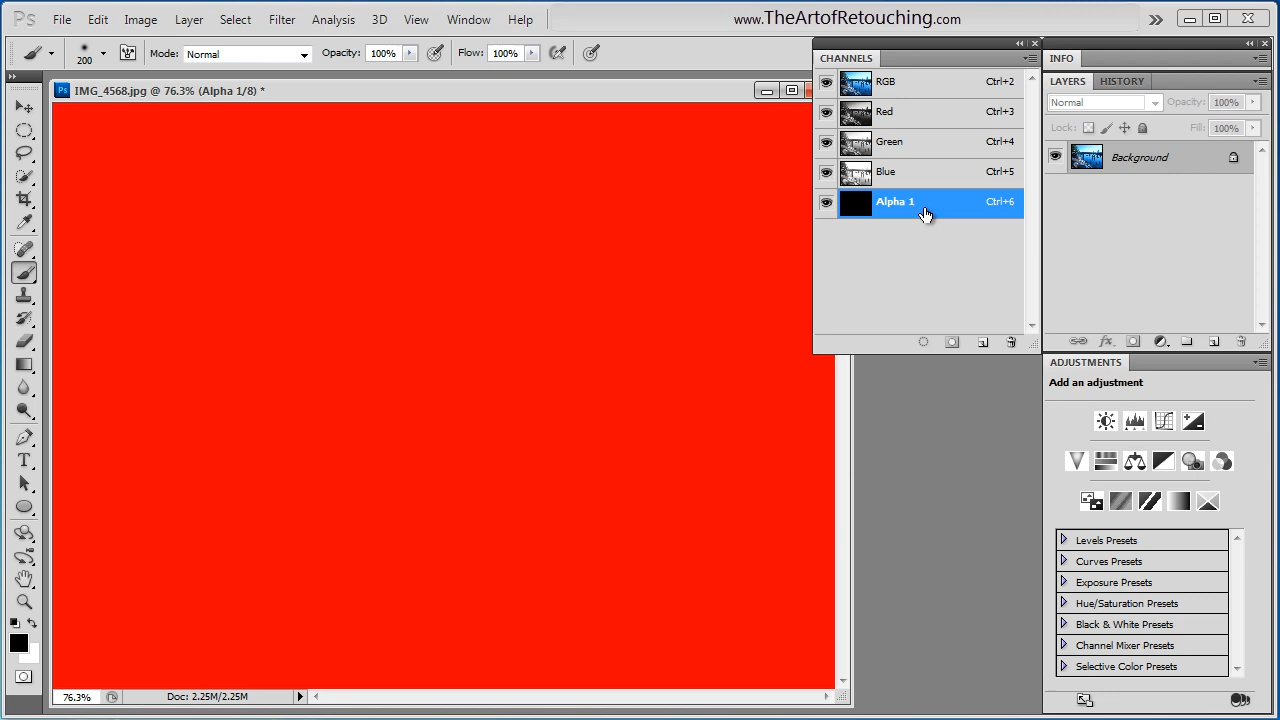 Ps File Edit Image Layer Select Filter Analysis 3D View Window Help www.TheArtofRetouching.com
200 Mode: Normal Opacity: 100% Flow: 100%
CHANNELS
RGB Ctrl+2
Red Ctrl+3
Green Ctrl+4
Blue Ctrl+5
Alpha 1 Ctrl+6
INFO
LAYERS HISTORY
Normal Opacity: 100%
Lock: Fill: 100%
Background
@ 76.3% (Alpha 1/8) *
ADJUSTMENTS
Add an adjustment
Levels Presets
Curves Presets
Exposure Presets
Hue/Saturation Presets
Black & White Presets
Channel Mixer Presets
Selective Color Presets
76.3% Doc: 2.25M/2.25M